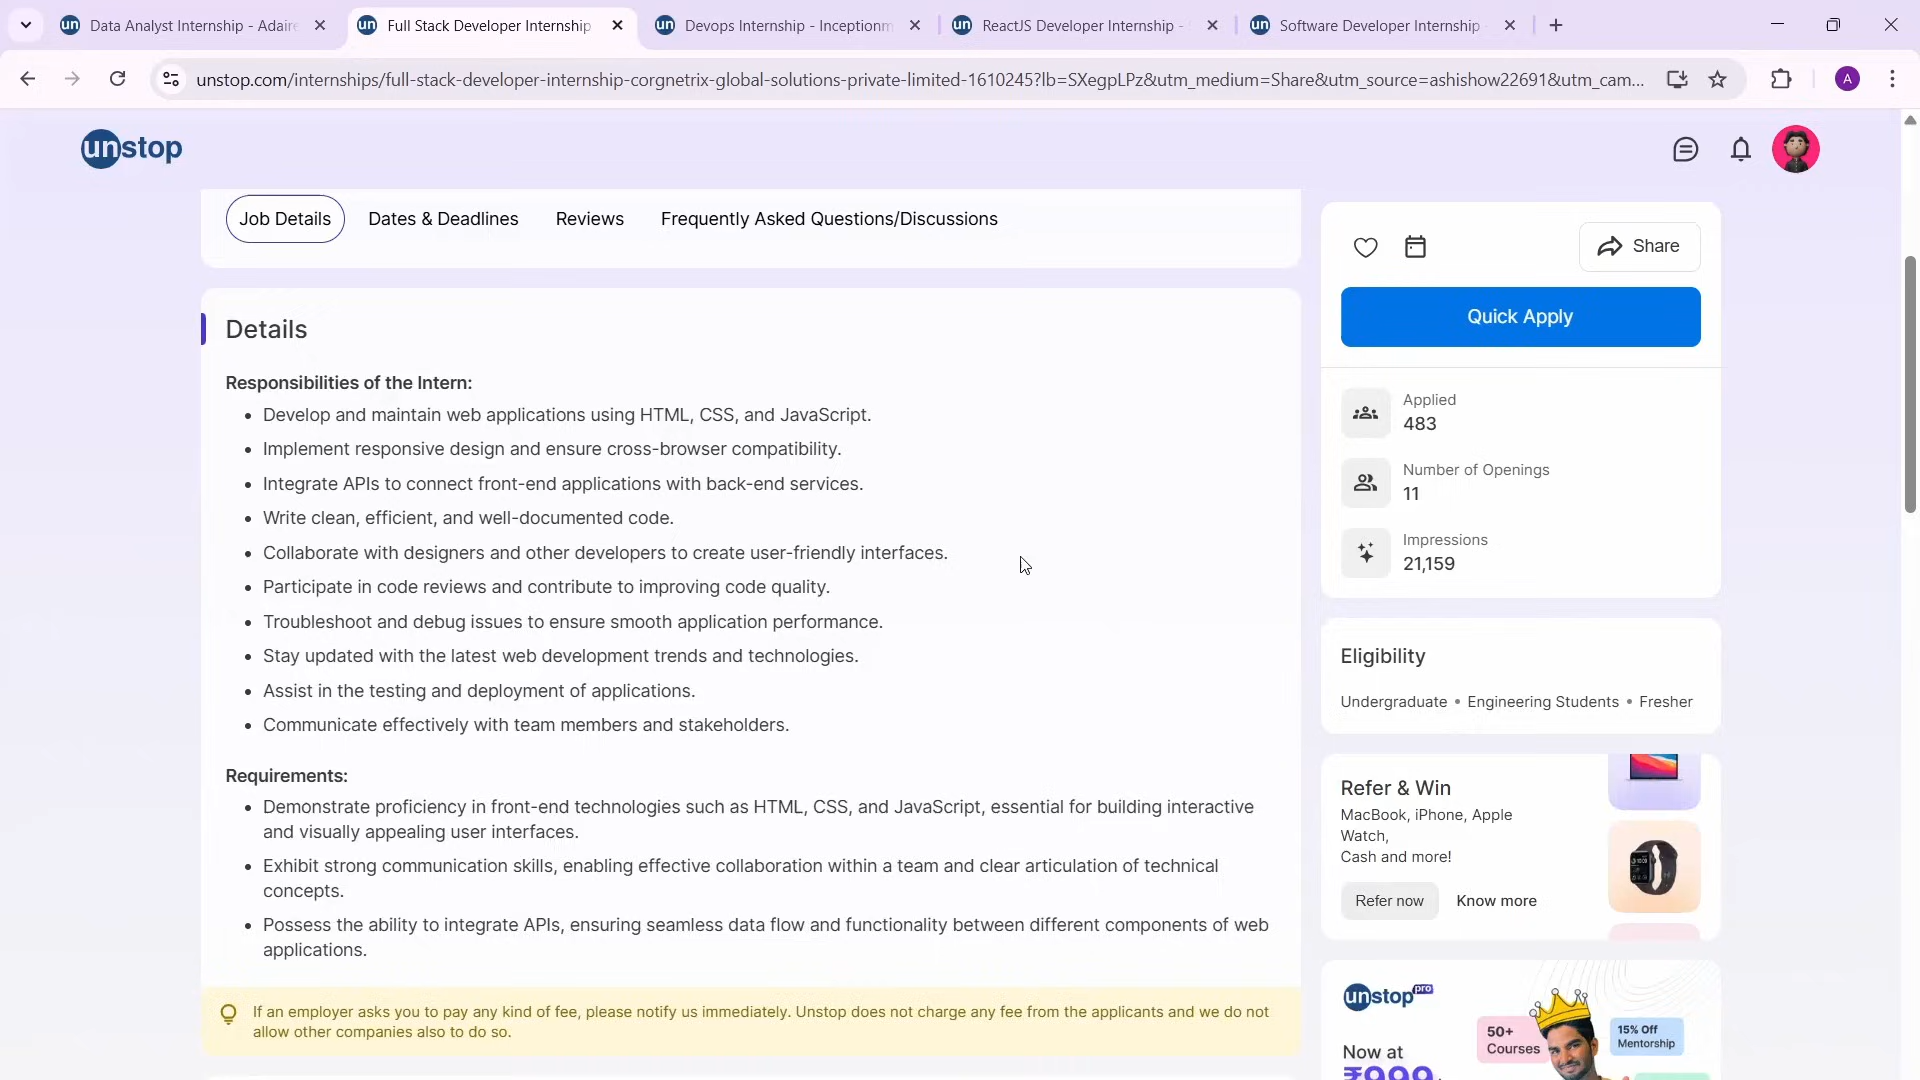 Data Analyst Internship - Adaire
Full Stack Developer Internship
Devops Internship - Inceptionm
ReactJS Developer Internship -
Software Developer Internship
unstop.com/internships/full-stack-developer-internship-corgnetrix-global-solutions-private-limited-1610245?lb=SXegpLPz&utm_medium=Share&utm_source=ashishow22691&utm_cam...
A
unstop
Job Details
Dates & Deadlines
Reviews
Frequently Asked Questions/Discussions
Details
Responsibilities of the Intern:
• Develop and maintain web applications using HTML, CSS, and JavaScript.
• Implement responsive design and ensure cross-browser compatibility.
• Integrate APIs to connect front-end applications with back-end services.
• Write clean, efficient, and well-documented code.
• Collaborate with designers and other developers to create user-friendly interfaces.
• Participate in code reviews and contribute to improving code quality.
• Troubleshoot and debug issues to ensure smooth application performance.
• Stay updated with the latest web development trends and technologies.
• Assist in the testing and deployment of applications.
• Communicate effectively with team members and stakeholders.
Requirements:
• Demonstrate proficiency in front-end technologies such as HTML, CSS, and JavaScript, essential for building interactive
and visually appealing user interfaces.
• Exhibit strong communication skills, enabling effective collaboration within a team and clear articulation of technical
concepts.
• Possess the ability to integrate APIs, ensuring seamless data flow and functionality between different components of web
applications.
If an employer asks you to pay any kind of fee, please notify us immediately. Unstop does not charge any fee from the applicants and we do not
allow other companies also to do so.
Share
Quick Apply
Applied
483
Number of Openings
11
Impressions
21,159
Eligibility
Undergraduate • Engineering Students • Fresher
Refer & Win
MacBook, iPhone, Apple
Watch,
Cash and more!
Refer now
Know more
unstop pro
50+
Courses
15% Off
Mentorship
Now at
₹999